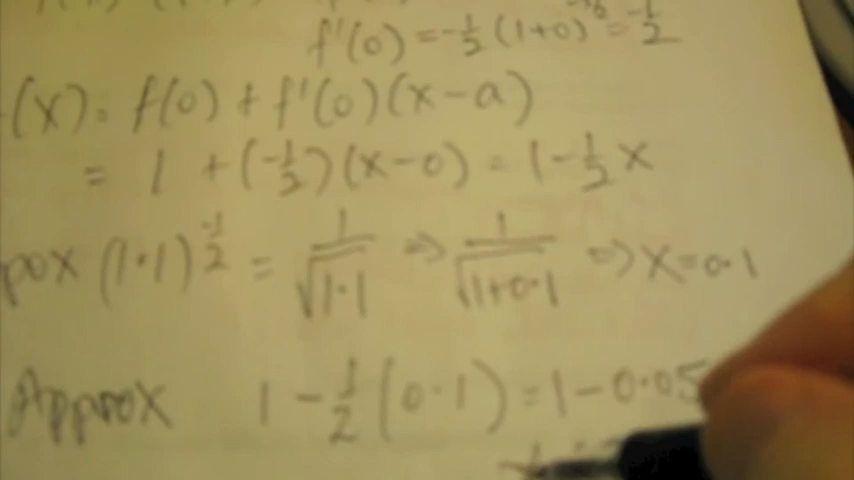 f'(0) = -1/2 (1+0)^-3/2 = -1/2
(x) = f(0) + f'(0)(x-a)
= 1 + (-1/2)(x-0) = 1 - 1/2 x
pox (1·1)^-1/2 = 1/√1·1 ⇒ 1/√1+0·1 ⇒ x=0·1
Approx 1 - 1/2 (0·1) = 1 - 0·05